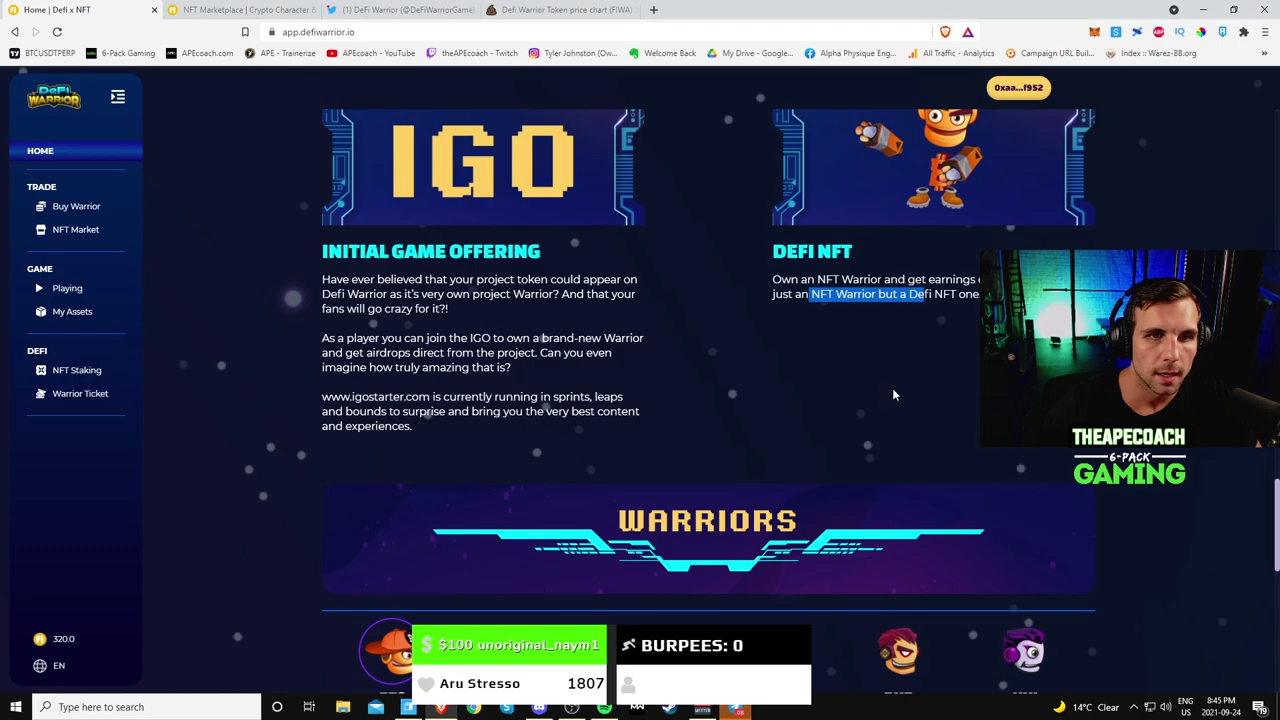 Home | Defi x NFT
NFT Marketplace | Crypto Character &
(1) DeFi Warrior (@DeFiWarriorGame)
Defi Warrior Token price chart (FIWA)
app.defiwarrior.io
BTCUSDTPERP
6-Pack Gaming
APEcoach.com
APE - Trainerize
APEcoach - YouTube
theAPEcoach - Twitch
Tyler Johnston (Ow...
Welcome Back
My Drive - Google...
Alpha Physique Eng...
All Traffic - Analytics
Campaign URL Buil...
Index :: Warez-BB.org
DEFI
WARRIOR
0xaa...f952
HOME
TRADE
Buy Warrior
NFT Market
GAME
Playing
My Assets
DEFI
NFT Staking
Warrior Ticket
320.0
EN
IGO
INITIAL GAME OFFERING
Have ever believed that your project token could appear on
Defi Warrior as it's very own project Warrior? And that your
fans will go crazy for it?!
As a player you can join the IGO to own a brand-new Warrior
and get airdrops direct from the project. Can you even
imagine how truly amazing that is?
www.igostarter.com is currently running in sprints, leaps
and bounds to surprise and bring you the very best content
and experiences.
DEFI NFT
Own an NFT Warrior and get earnings
just an NFT Warrior but a Defi NFT one.
THEAPECOACH
6-PACK
GAMING
WARRIORS
$100 unoriginal_naym1
Aru Stresso 1807
BURPEES: 0
Type here to search
14°C Clear
ENG
US
8:45 PM
2021-09-24